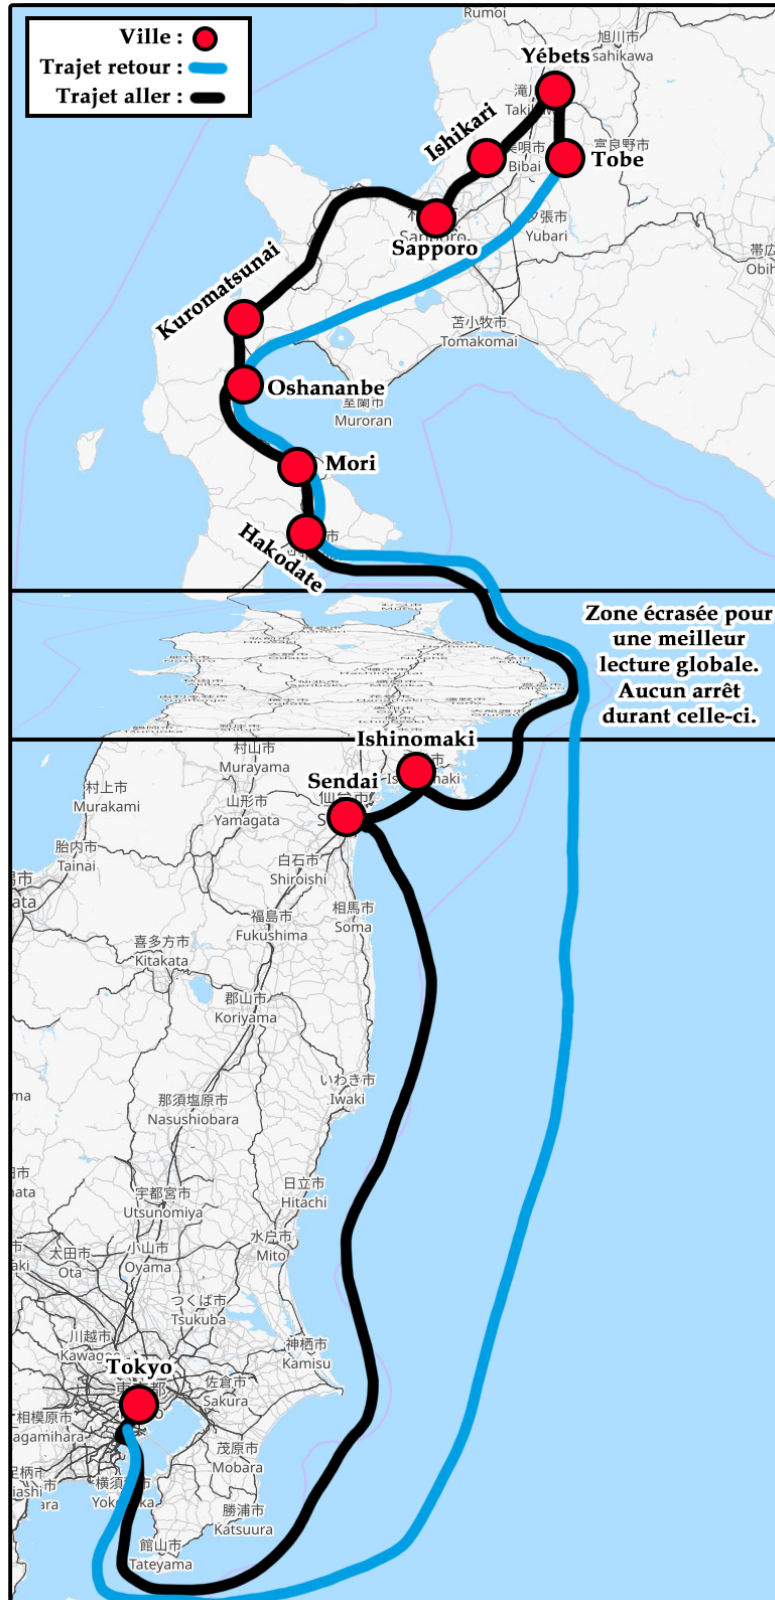 Rumoi
Ville :
Trajet retour :
Trajet aller :
Yébets
旭川市
sahikawa
滝川
Takikawa
Ishikari
美唄市
Bibai
富良野市
Tobe
夕張市
Yubari
Sapporo
帯広
Obih
Kuromatsunai
苫小牧市
Tomakomai
Oshananbe
室蘭市
Muroran
Mori
Hakodate
Zone écrasée pour
une meilleur
lecture globale.
Aucun arrêt
durant celle-ci.
Ishinomaki
村山市
Murayama
Sendai
仙台市
村上市
Murakami
山形市
Yamagata
胎内市
Tainai
白石市
Shiroishi
相馬市
Soma
福島市
Fukushima
喜多方市
Kitakata
郡山市
Koriyama
いわき市
Iwaki
那須塩原市
Nasushiobara
日立市
Hitachi
宇都宮市
Utsunomiya
水戸市
Mito
小山市
Oyama
太田市
Ota
つくば市
Tsukuba
川越市
Kawagoe
神栖市
Kamisu
Tokyo
佐倉市
Sakura
相模原市
agamihara
茂原市
Mobara
勝浦市
Katsuura
館山市
Tateyama